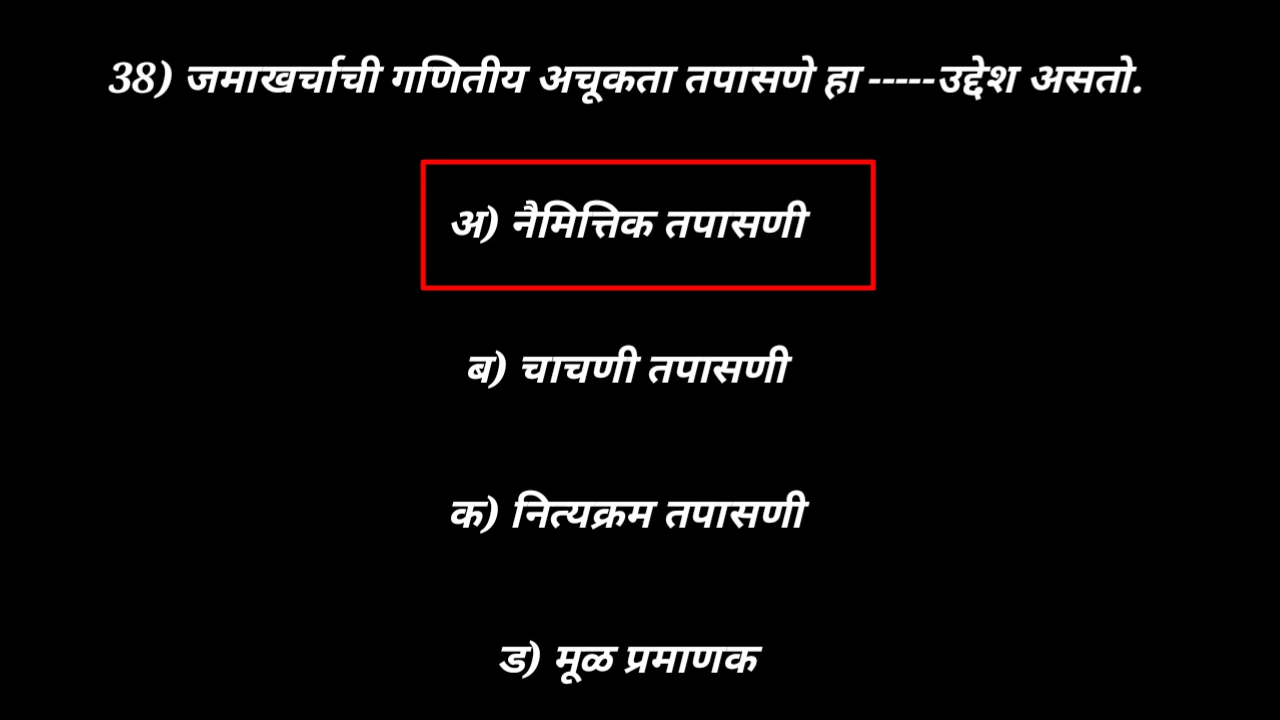 38) जमाखर्चाची गणितीय अचूकता तपासणे हा -----उद्देश असतो.
अ) नैमित्तिक तपासणी
ब) चाचणी तपासणी
क) नित्यक्रम तपासणी
ड) मूळ प्रमाणक